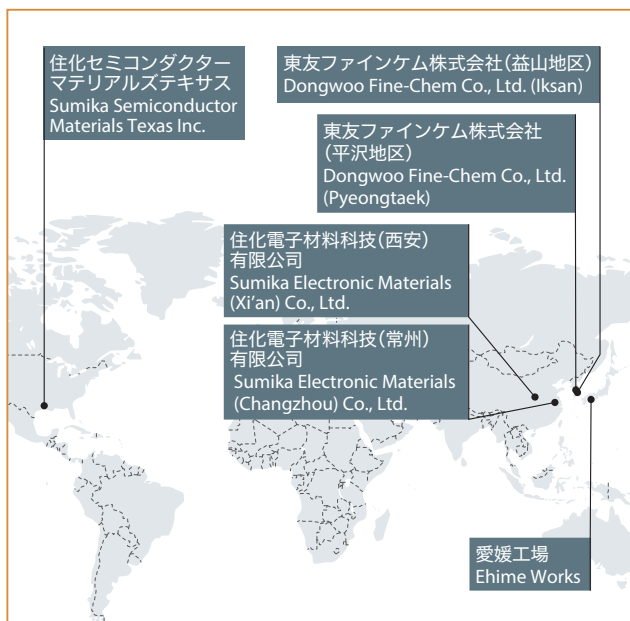 住化セミコンダクター
マテリアルズテキサス
Sumika Semiconductor
Materials Texas Inc.
東友ファインケム株式会社（益山地区）
Dongwoo Fine-Chem Co., Ltd. (Iksan)
東友ファインケム株式会社
（平沢地区）
Dongwoo Fine-Chem Co., Ltd.
(Pyeongtaek)
住化電子材料科技（西安）
有限公司
Sumika Electronic Materials
(Xi’an) Co., Ltd.
住化電子材料科技（常州）
有限公司
Sumika Electronic Materials
(Changzhou) Co., Ltd.
愛媛工場
Ehime Works